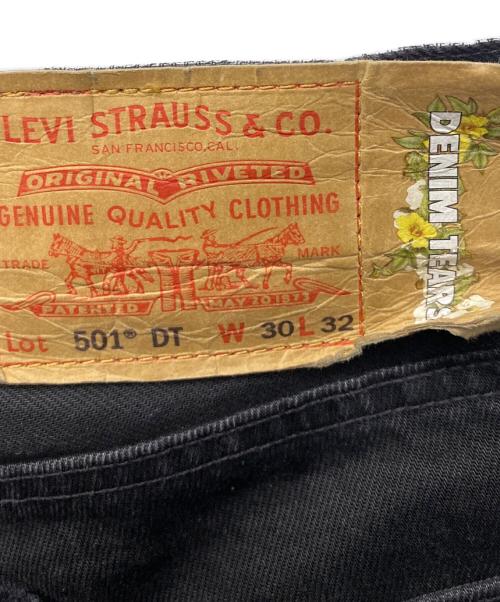 LEVI STRAUSS & CO.
SAN FRANCISCO, CAL.
ORIGINAL RIVETED
GENUINE QUALITY CLOTHING
TRADE MARK
PATENTED MAY 20 1873
Lot 501® DT W 30 L 32
DENIM TEARS